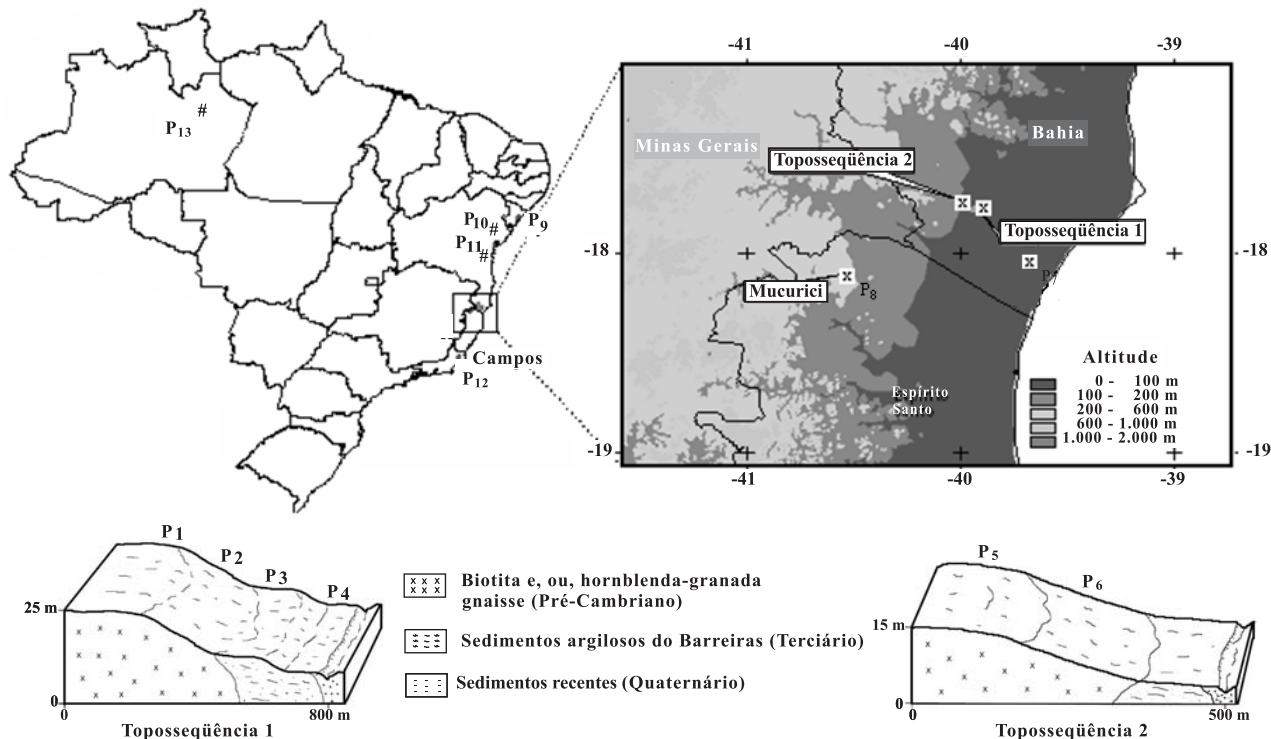 -41
-40
-39
P13
#
P10
#
P9
P11
#
Campos
P12
Minas Gerais
Bahia
Toposseqüência 2
Toposseqüência 1
-18
-18
Mucurici
P8
Espírito
Santo
Altitude
0 - 100 m
100 - 200 m
200 - 600 m
600 - 1.000 m
1.000 - 2.000 m
-19
-19
-41
-40
-39
P1
P2
P3
P4
25 m
0
0
800 m
Toposseqüência 1
Biotita e, ou, hornblenda-granada
gnaisse (Pré-Cambriano)
Sedimentos argilosos do Barreiras (Terciário)
Sedimentos recentes (Quaternário)
P5
P6
15 m
0
0
500 m
Toposseqüência 2